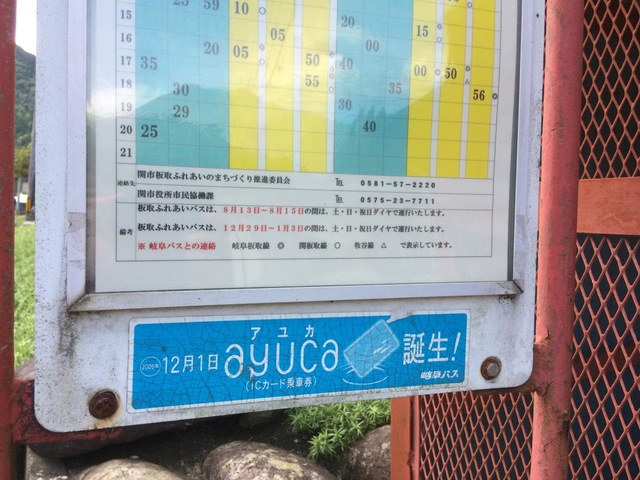 25 59 10 ○ 20
15 20 15 ○
16 05 00
17 35 20 05 50 ○ 40 00 50 △
18 30 55 ○ 35 56 ◎
19 29 30
20 25 40
21
連絡先 関市板取ふれあいのまちづくり推進委員会 ℡ 0581-57-2220
関市役所市民協働課 ℡ 0575-23-7711
備考 板取ふれあいバスは、8月13日~8月15日の間は、土・日・祝日ダイヤで運行いたします。
板取ふれあいバスは、12月29日~1月3日の間は、土・日・祝日ダイヤで運行いたします。
※ 岐阜バスとの連絡 岐阜板取線 ◎ 関板取線 ○ 牧谷線 △ で表示しています。
アユカ
2006年 12月1日 ayuca 誕生!
(ICカード乗車券)
岐阜バス